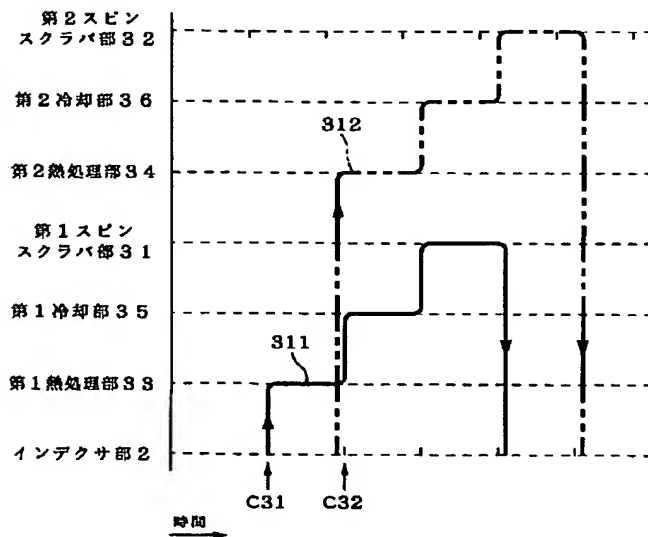 第2スピン
スクラバ部32
第2冷却部36
312
第2熱処理部34
第1スピン
スクラバ部31
第1冷却部35
311
第1熱処理部33
インデクサ部2
C31
C32
時間